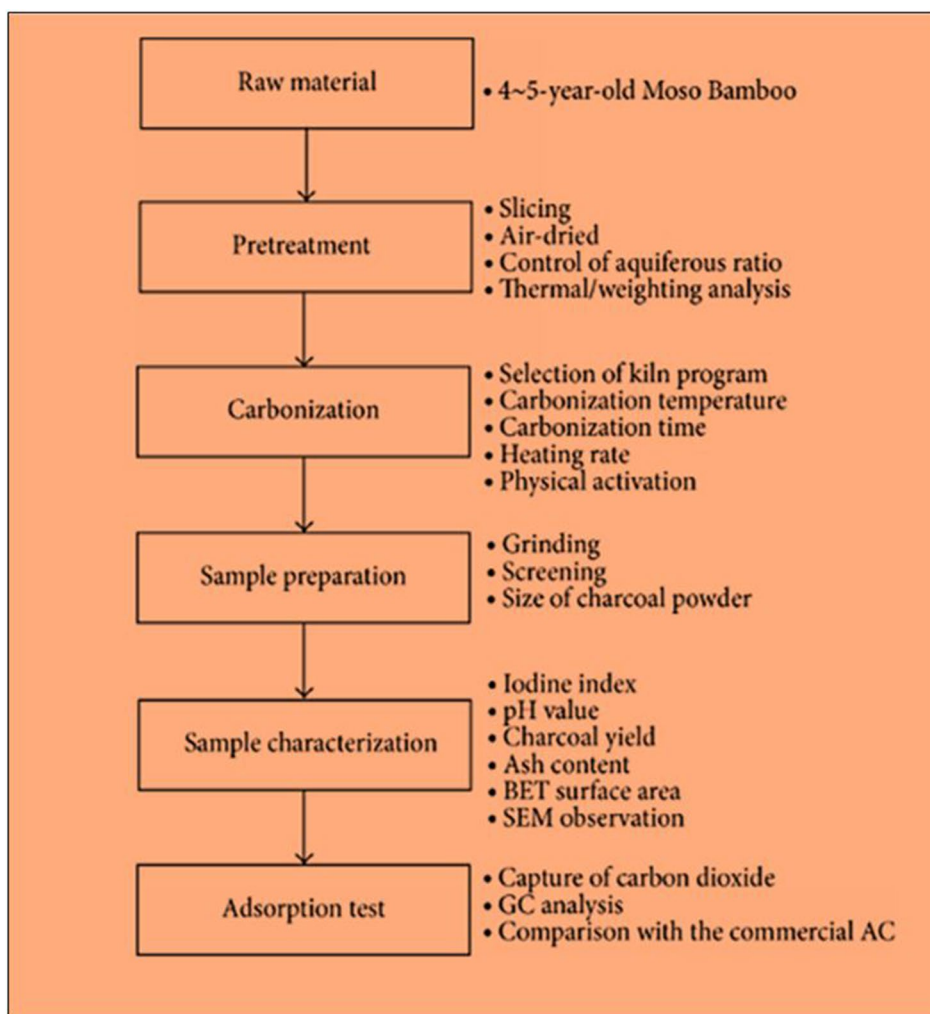 Raw material
• 4~5-year-old Moso Bamboo
Pretreatment
• Slicing
• Air-dried
• Control of aquiferous ratio
• Thermal/weighting analysis
Carbonization
• Selection of kiln program
• Carbonization temperature
• Carbonization time
• Heating rate
• Physical activation
Sample preparation
• Grinding
• Screening
• Size of charcoal powder
Sample characterization
• Iodine index
• pH value
• Charcoal yield
• Ash content
• BET surface area
• SEM observation
Adsorption test
• Capture of carbon dioxide
• GC analysis
• Comparison with the commercial AC